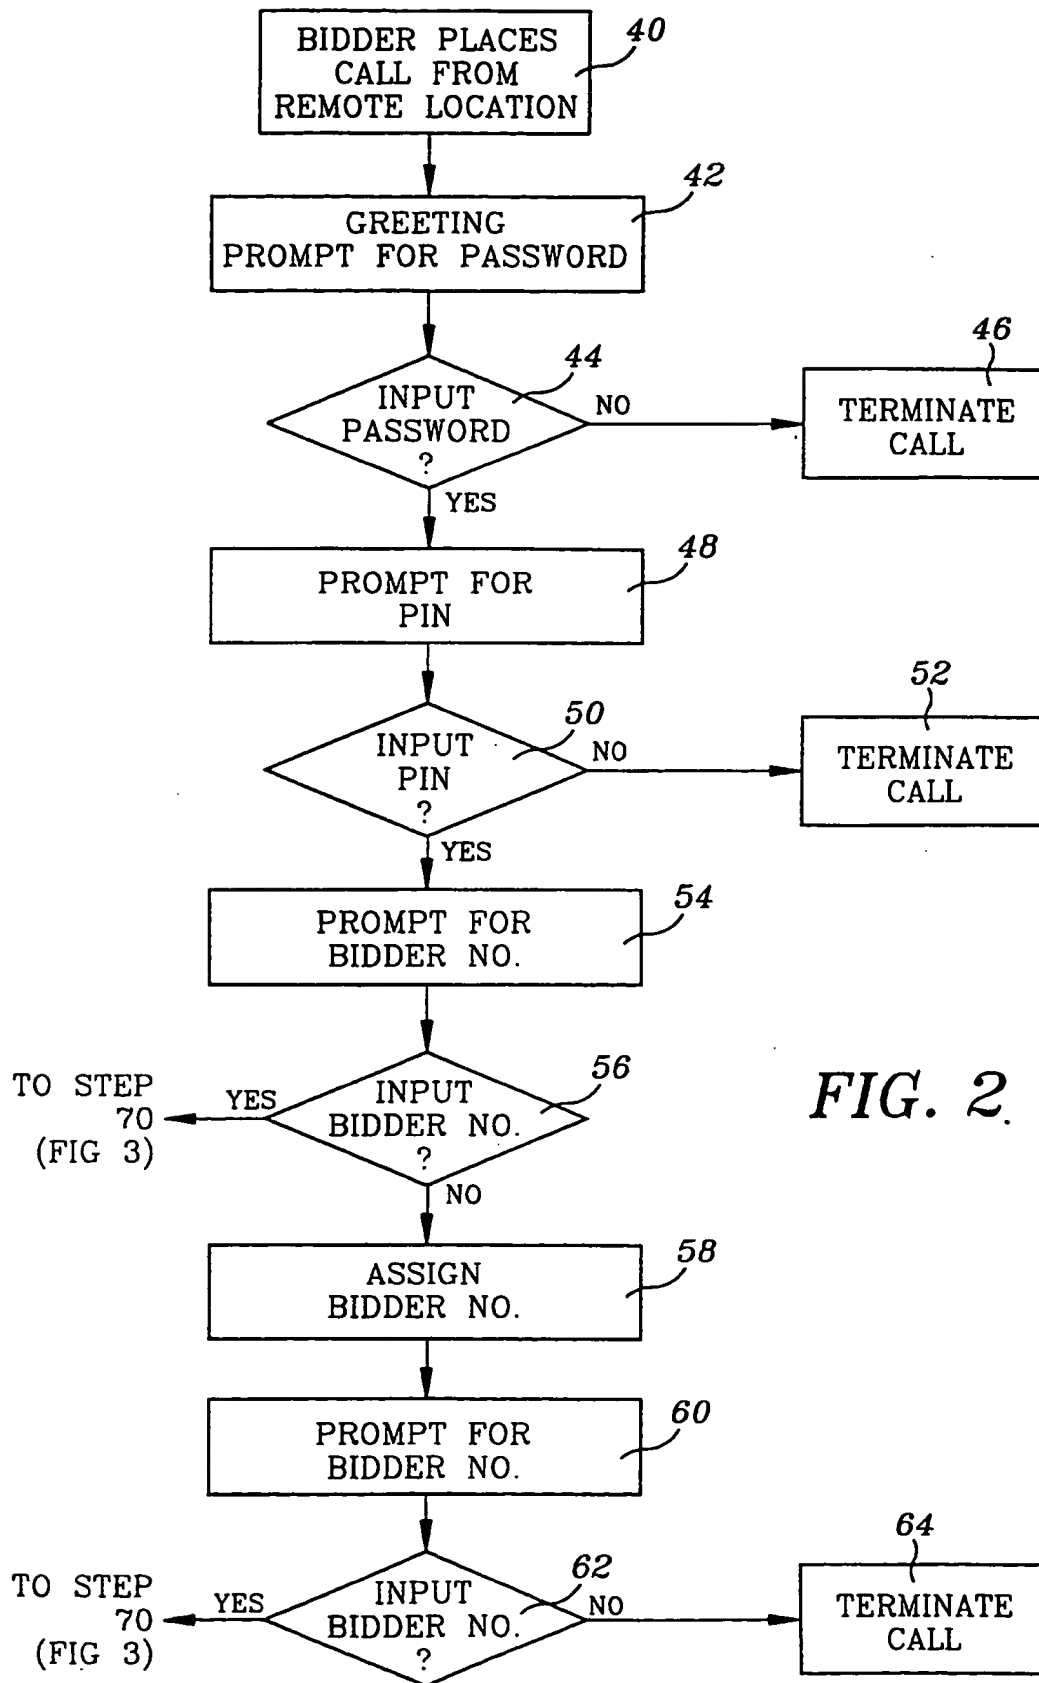 BIDDER PLACES
CALL FROM
REMOTE LOCATION
40
GREETING
PROMPT FOR PASSWORD
42
INPUT
PASSWORD
?
44
NO
TERMINATE
CALL
46
YES
PROMPT FOR
PIN
48
INPUT
PIN
?
50
NO
TERMINATE
CALL
52
YES
PROMPT FOR
BIDDER NO.
54
INPUT
BIDDER NO.
?
56
YES
TO STEP
70
(FIG 3)
FIG. 2.
NO
ASSIGN
BIDDER NO.
58
PROMPT FOR
BIDDER NO.
60
INPUT
BIDDER NO.
?
62
YES
TO STEP
70
(FIG 3)
NO
TERMINATE
CALL
64